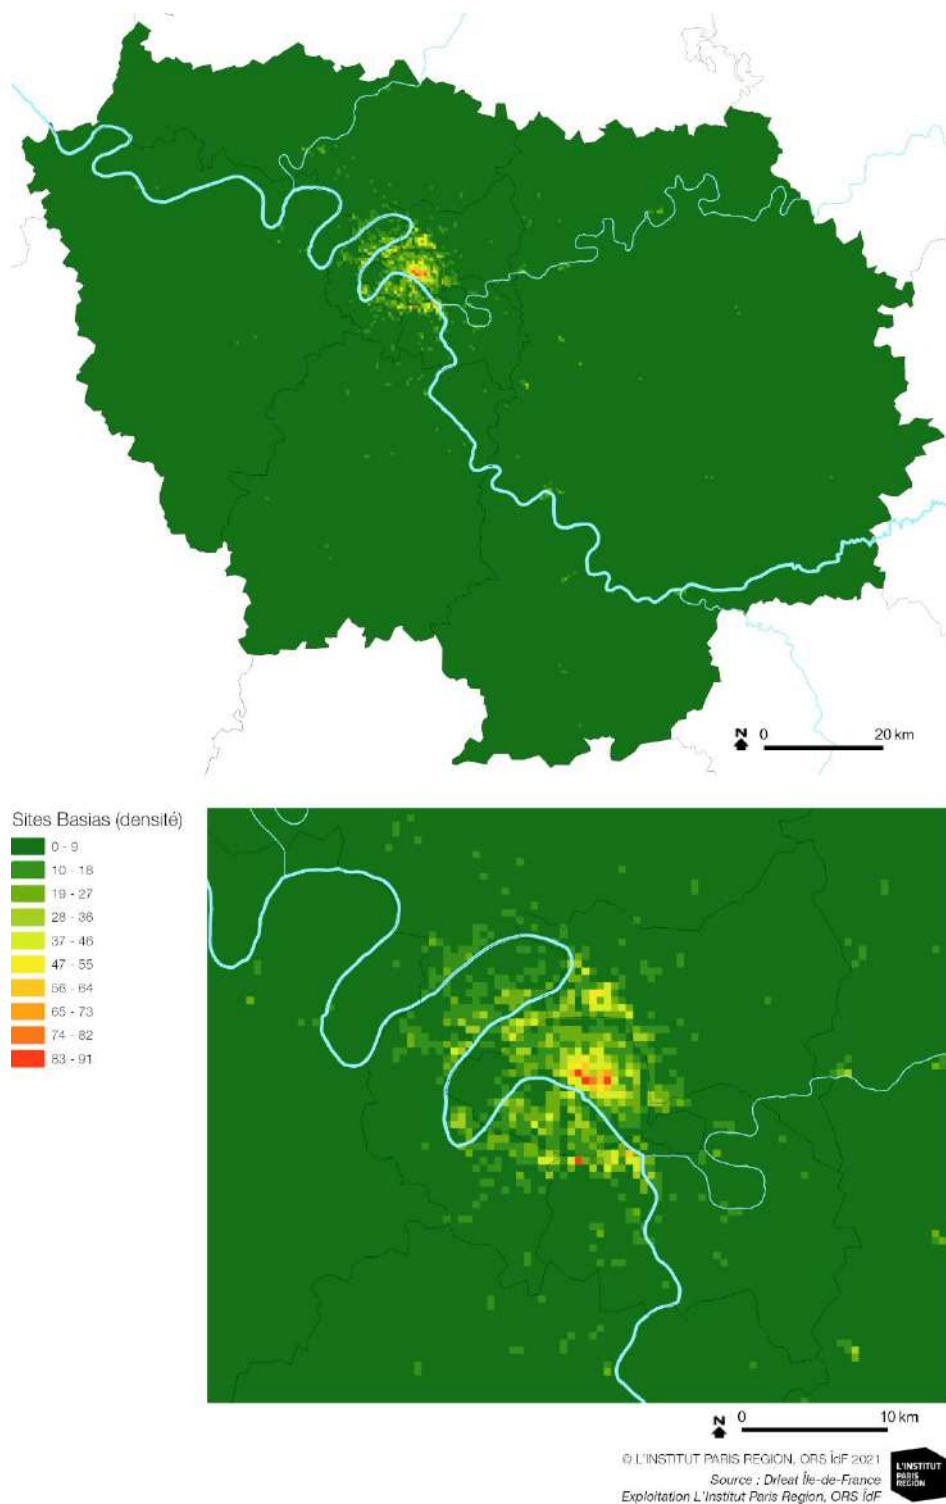 N 0 20 km
Sites Basias (densité)
0 - 9
10 - 18
19 - 27
28 - 36
37 - 46
47 - 55
56 - 64
65 - 73
74 - 82
83 - 91
N 0 10 km
© L'INSTITUT PARIS REGION, ORS ÎdF 2021
Source : Drieat Île-de-France
Exploitation L'Institut Paris Region, ORS ÎdF
L'INSTITUT
PARIS
REGION